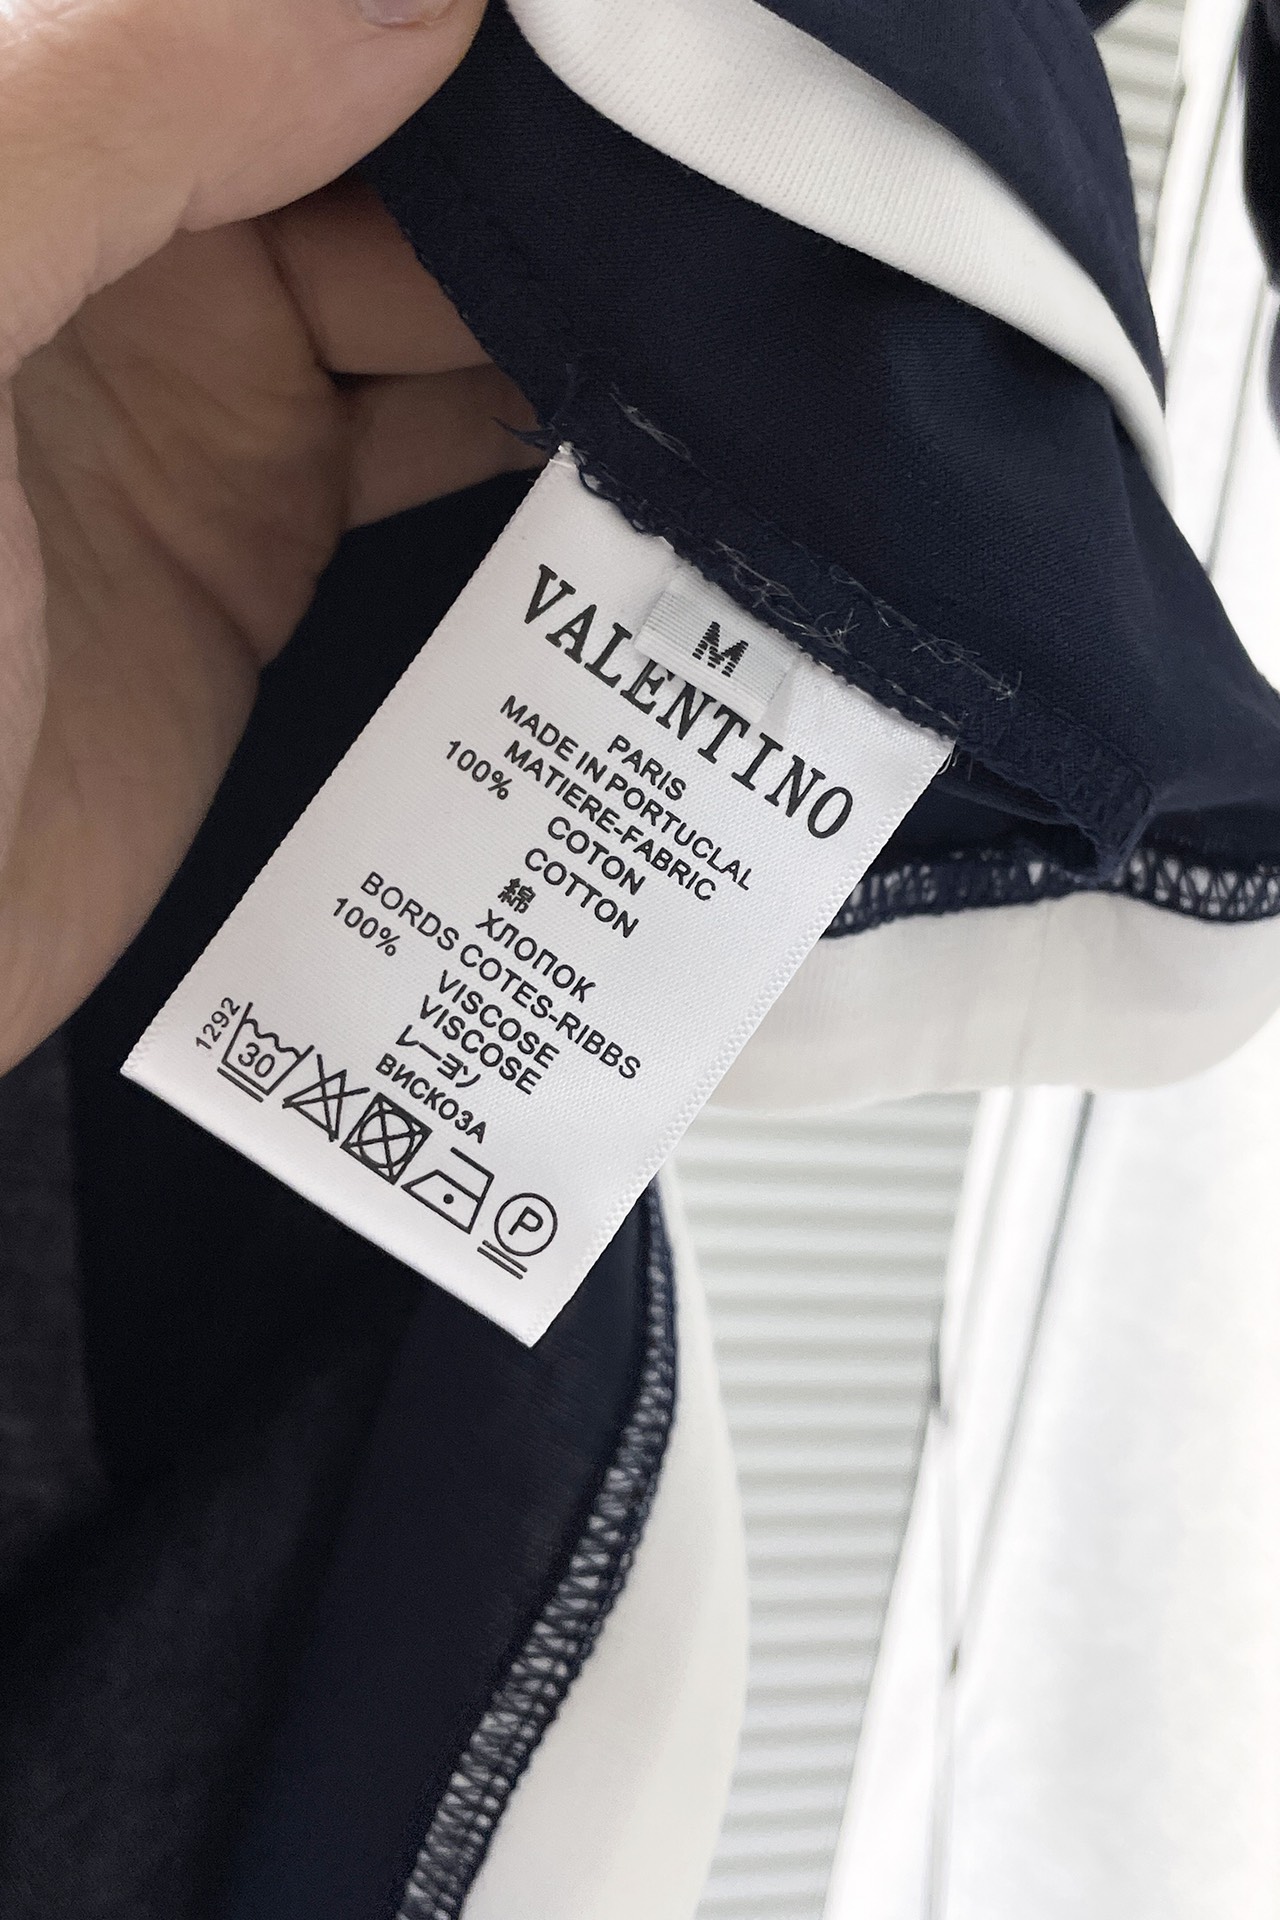 M
VALENTINO
PARIS
MADE IN PORTUCLAL
MATIERE-FABRIC
100%
COTON
COTTON
綿
ХЛОПОК
BORDS COTES-RIBBS
100%
VISCOSE
VISCOSE
レーヨン
ВИСКОЗА
1292
30
P